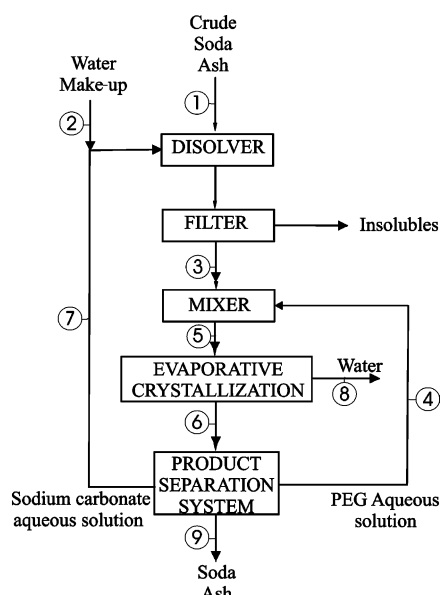 Crude
Soda
Ash
Water
Make-up
1
2
DISOLVER
FILTER
Insolubles
3
MIXER
7
5
EVAPORATIVE
CRYSTALLIZATION
Water
8
4
6
PRODUCT
SEPARATION
SYSTEM
Sodium carbonate
aqueous solution
PEG Aqueous
solution
9
Soda
Ash